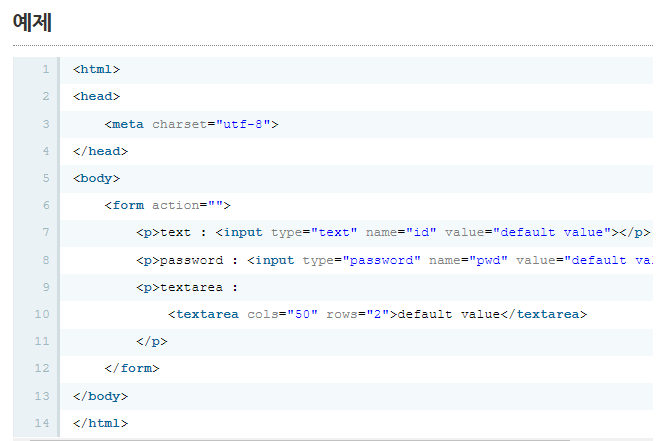 예제
1 <html>
2 <head>
3 <meta charset="utf-8">
4 </head>
5 <body>
6 <form action="">
7 <p>text : <input type="text" name="id" value="default value"></p>
8 <p>password : <input type="password" name="pwd" value="default va
9 <p>textarea :
10 <textarea cols="50" rows="2">default value</textarea>
11 </p>
12 </form>
13 </body>
14 </html>